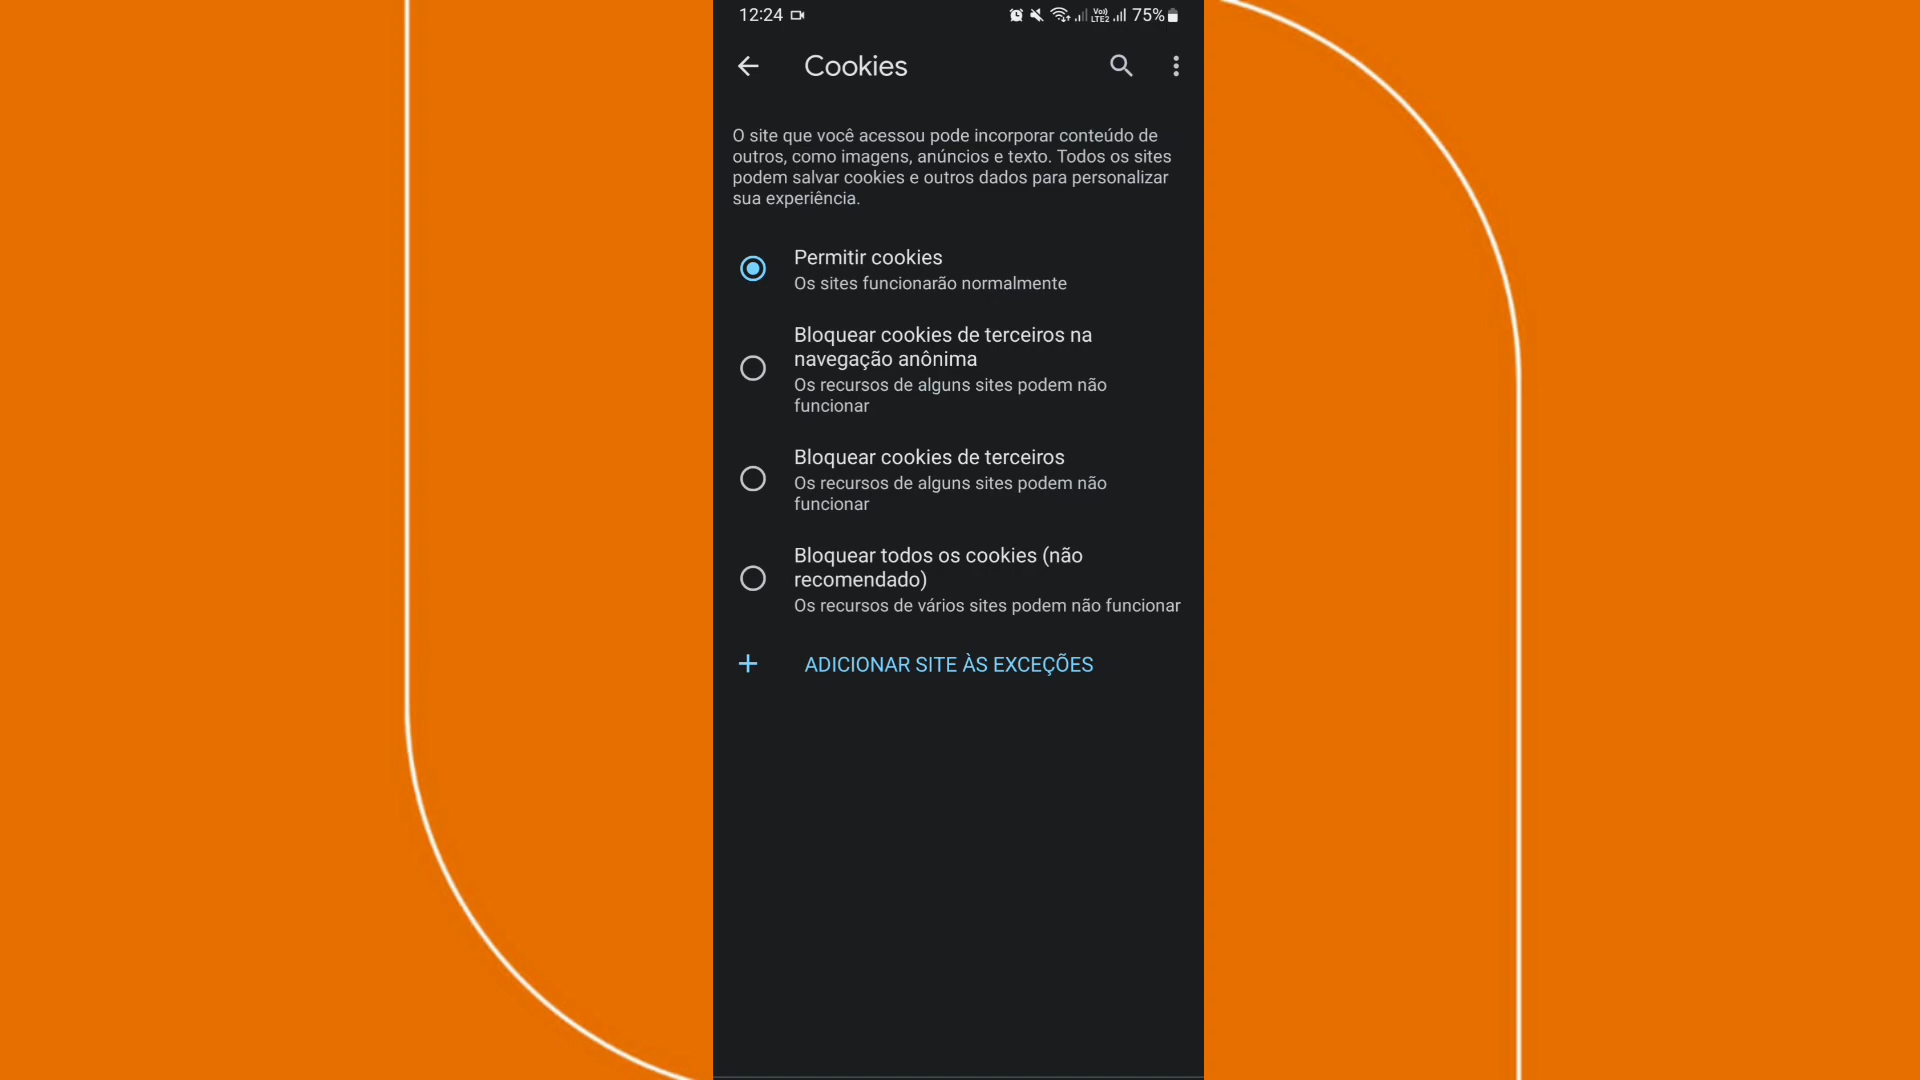 12:24 Vo)) LTE2 75%
Cookies
O site que você acessou pode incorporar conteúdo de
outros, como imagens, anúncios e texto. Todos os sites
podem salvar cookies e outros dados para personalizar
sua experiência.
Permitir cookies
Os sites funcionarão normalmente
Bloquear cookies de terceiros na
navegação anônima
Os recursos de alguns sites podem não
funcionar
Bloquear cookies de terceiros
Os recursos de alguns sites podem não
funcionar
Bloquear todos os cookies (não
recomendado)
Os recursos de vários sites podem não funcionar
ADICIONAR SITE ÀS EXCEÇÕES